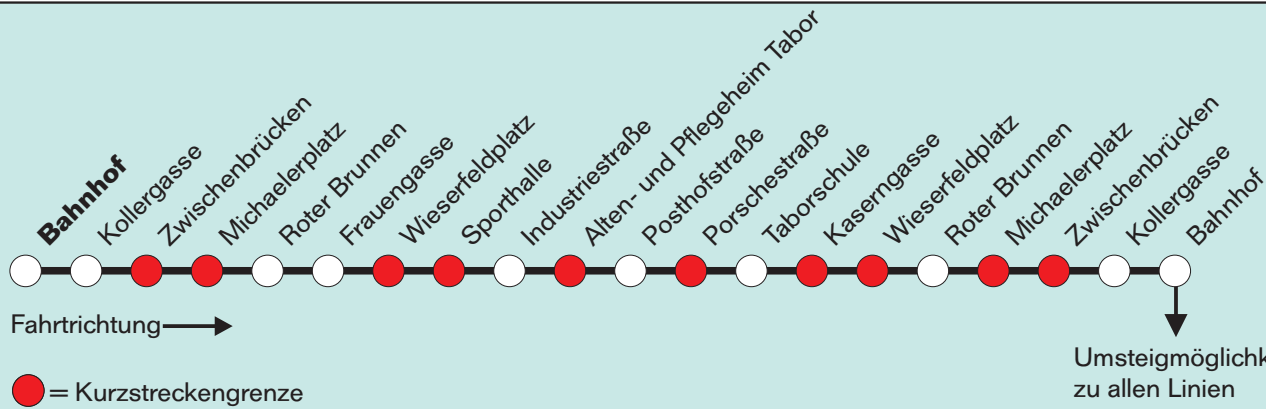 Bahnhof
Kollergasse
Zwischenbrücken
Michaelerplatz
Roter Brunnen
Frauengasse
Wieserfeldplatz
Sporthalle
Industriestraße
Alten- und Pflegeheim Tabor
Posthofstraße
Porschestraße
Taborschule
Kaserngasse
Wieserfeldplatz
Roter Brunnen
Michaelerplatz
Zwischenbrücken
Kollergasse
Bahnhof
Fahrtrichtung
= Kurzstreckengrenze
Umsteigmöglichk
zu allen Linien